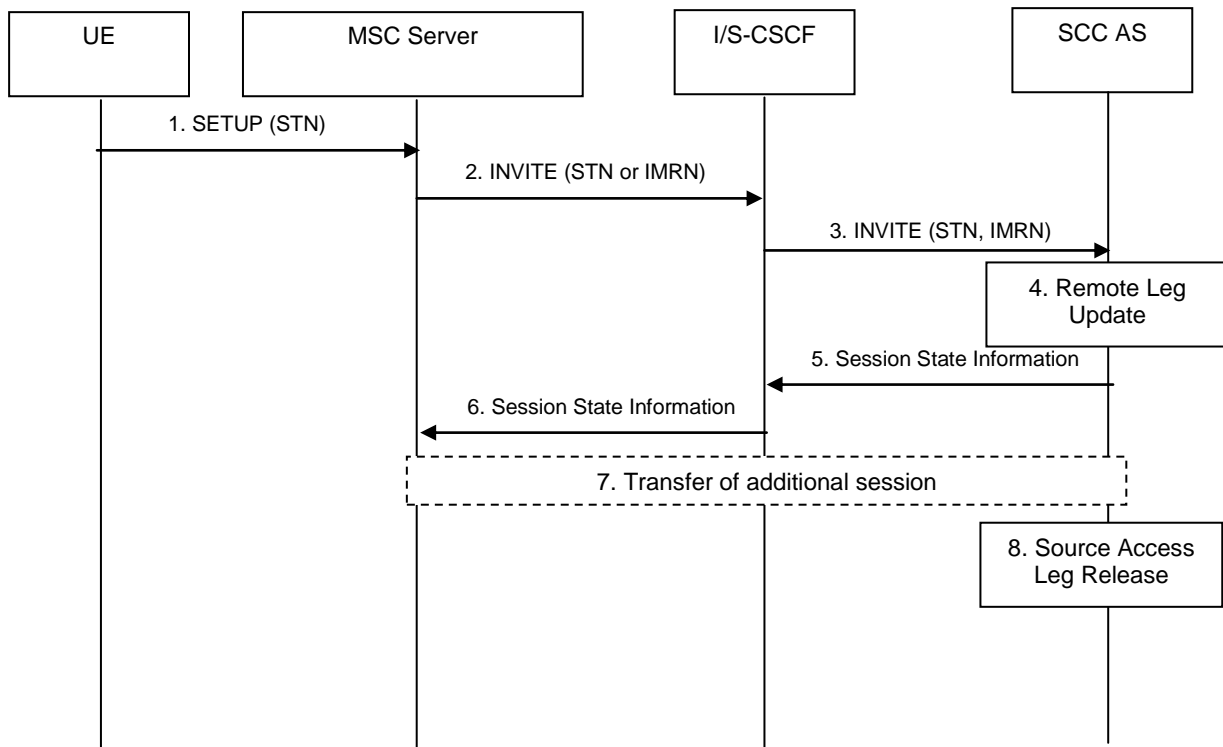 UE
MSC Server
I/S-CSCF
SCC AS
1. SETUP (STN)
2. INVITE (STN or IMRN)
3. INVITE (STN, IMRN)
4. Remote Leg
Update
5. Session State Information
6. Session State Information
7. Transfer of additional session
8. Source Access
Leg Release